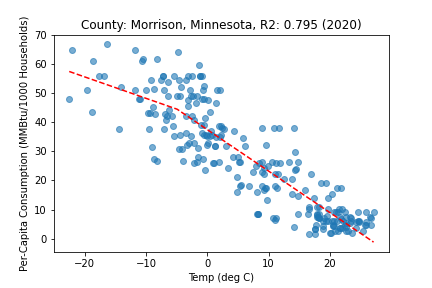 County: Morrison, Minnesota, R2: 0.795 (2020)
Per-Capita Consumption (MMBtu/1000 Households)
70
60
50
40
30
20
10
0
−20 −10 0 10 20
Temp (deg C)